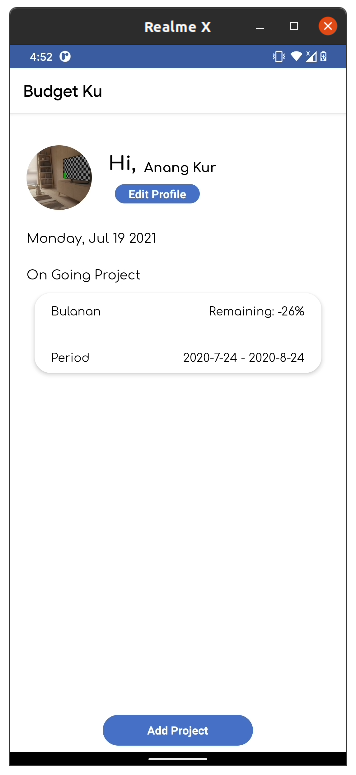 Realme X
4:52
Budget Ku
Hi, Anang Kur
Edit Profile
Monday, Jul 19 2021
On Going Project
Bulanan Remaining: -26%
Period 2020-7-24 - 2020-8-24
Add Project